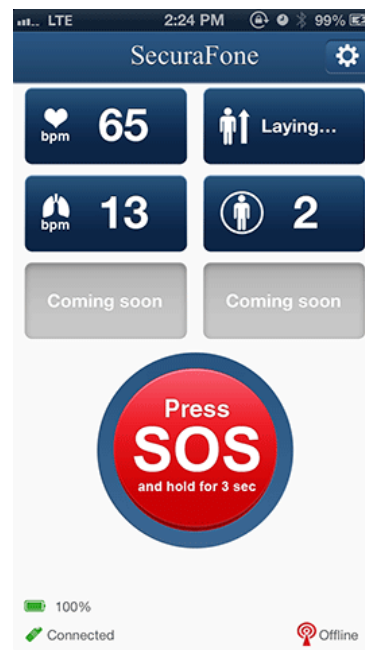 LTE 2:24 PM 99%
SecuraFone
bpm 65
Laying...
bpm 13
2
Coming soon
Coming soon
Press
SOS
and hold for 3 sec
100%
Connected
Offline